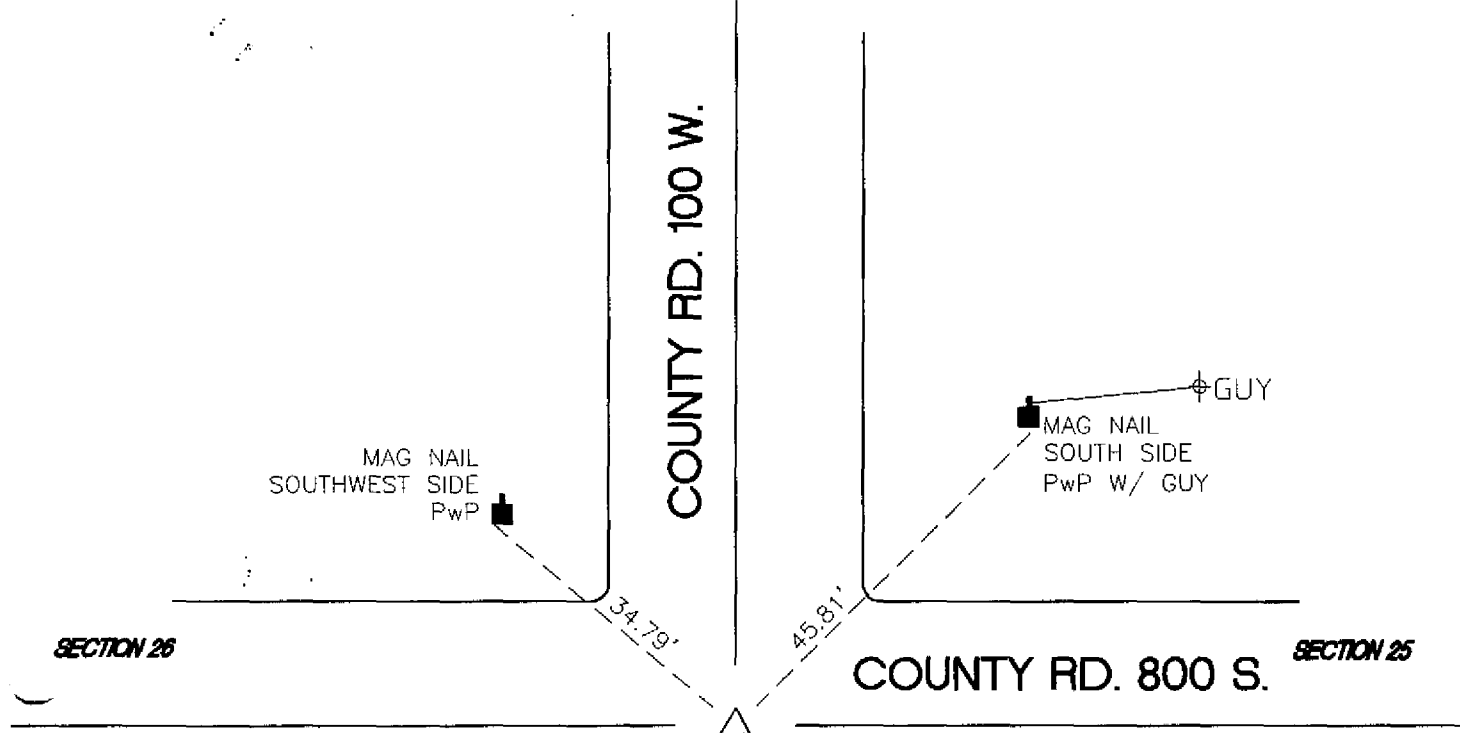 COUNTY RD. 100 W.
GUY
MAG NAIL
SOUTH SIDE
PwP W/ GUY
MAG NAIL
SOUTHWEST SIDE
PwP
34.79'
45.81'
SECTION 26
COUNTY RD. 800 S.
SECTION 25